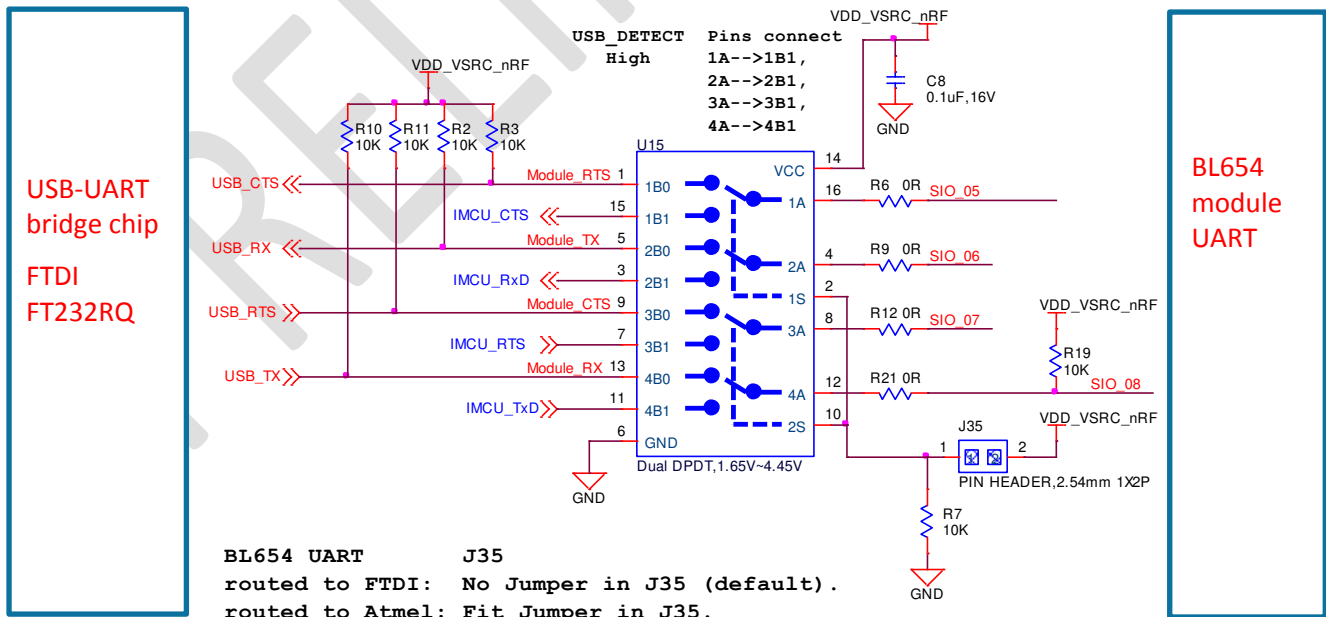 USB-UART
bridge chip
FTDI
FT232RQ
VDD_VSRC_nRF
R10
10K
R11
10K
R2
10K
R3
10K
USB_CTS
USB_RX
USB_RTS
USB_TX
USB_DETECT Pins connect
High 1A-->1B1,
2A-->2B1,
3A-->3B1,
4A-->4B1
VDD_VSRC_nRF
C8
0.1uF,16V
GND
U15
Module_RTS 1 1B0
IMCU_CTS 15 1B1
Module_TX 5 2B0
IMCU_RxD 3 2B1
Module_CTS 9 3B0
IMCU_RTS 7 3B1
Module_RX 13 4B0
IMCU_TxD 11 4B1
6 GND
GND
VCC 14
1A 16 R6 0R SIO_05
2A 4 R9 0R SIO_06
1S 2
3A 8 R12 0R SIO_07
4A 12 R21 0R SIO_08
2S 10
Dual DPDT,1.65V~4.45V
VDD_VSRC_nRF
R19
10K
J35
VDD_VSRC_nRF
1 2
PIN HEADER,2.54mm 1X2P
R7
10K
GND
BL654
module
UART
BL654 UART J35
routed to FTDI: No Jumper in J35 (default).
routed to Atmel: Fit Jumper in J35.